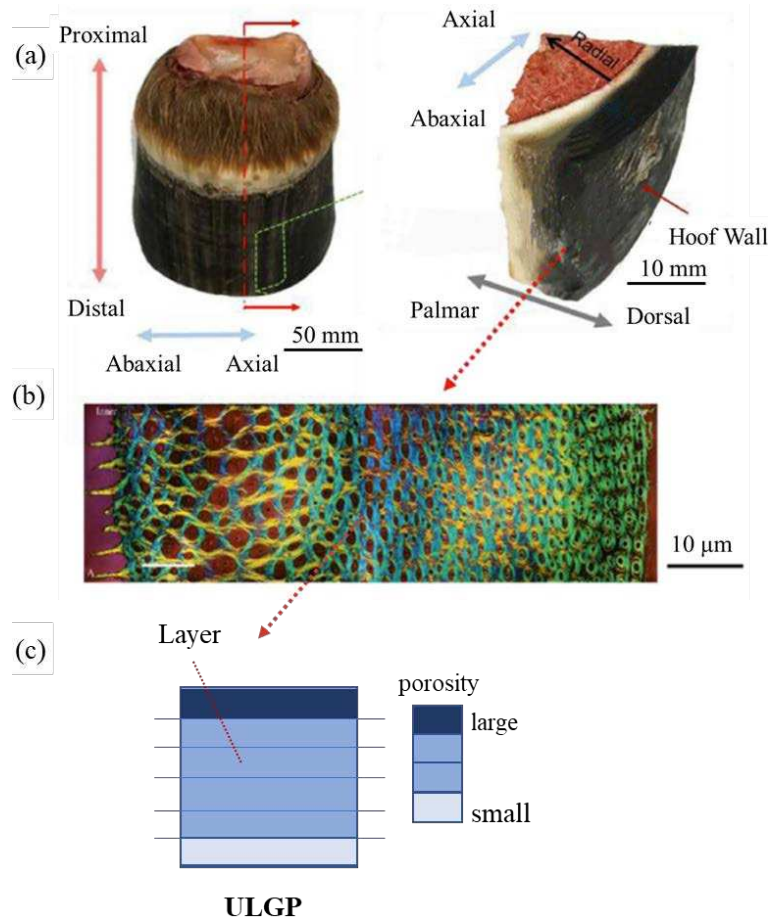 (a)
Proximal
Distal
Abaxial
Axial
50 mm
Axial
Radial
Abaxial
Hoof Wall
10 mm
Palmar
Dorsal
(b)
A
10 μm
(c)
Layer
porosity
large
small
ULGP